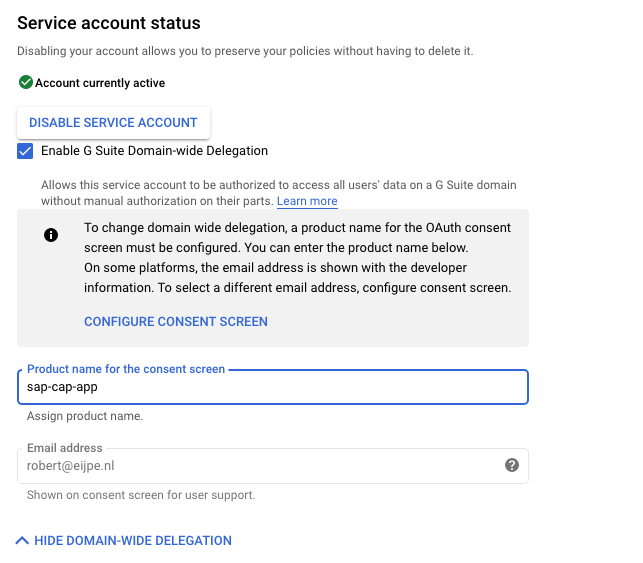 Service account status
Disabling your account allows you to preserve your policies without having to delete it.
Account currently active
DISABLE SERVICE ACCOUNT
Enable G Suite Domain-wide Delegation
Allows this service account to be authorized to access all users' data on a G Suite domain
without manual authorization on their parts. Learn more
To change domain wide delegation, a product name for the OAuth consent
screen must be configured. You can enter the product name below.
On some platforms, the email address is shown with the developer
information. To select a different email address, configure consent screen.
CONFIGURE CONSENT SCREEN
Product name for the consent screen
sap-cap-app
Assign product name.
Email address
robert@eijpe.nl
Shown on consent screen for user support.
HIDE DOMAIN-WIDE DELEGATION